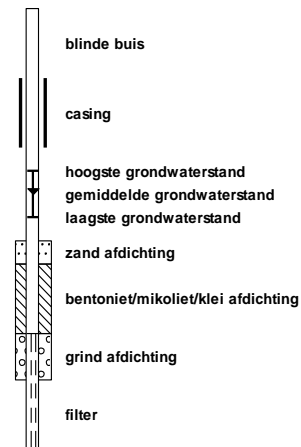 blinde buis
casing
hoogste grondwaterstand
gemiddelde grondwaterstand
laagste grondwaterstand
zand afdichting
bentoniet/mikoliet/klei afdichting
grind afdichting
filter